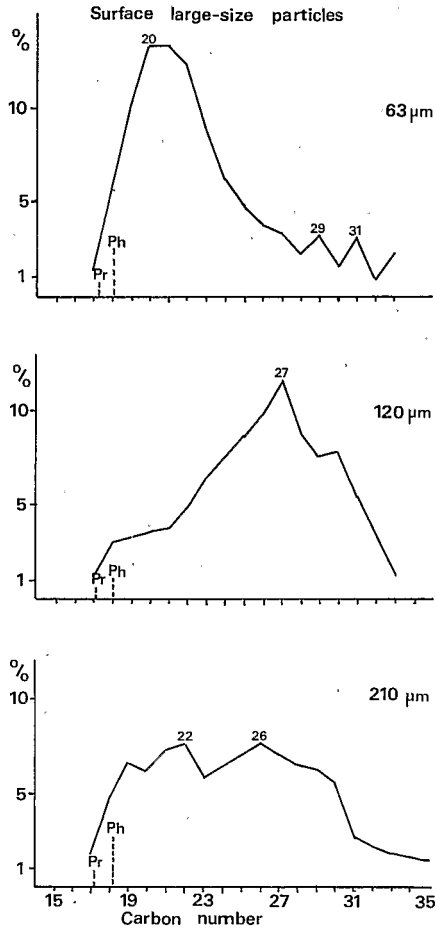 Surface large-size particles
%
20
10
63 µm
5
29
31
Ph
Pr
1
%
27
10
120 µm
5
Ph
Pr
1
%
10
210 µm
22
26
5
Ph
Pr
1
15 19 23 27 31 35
Carbon number